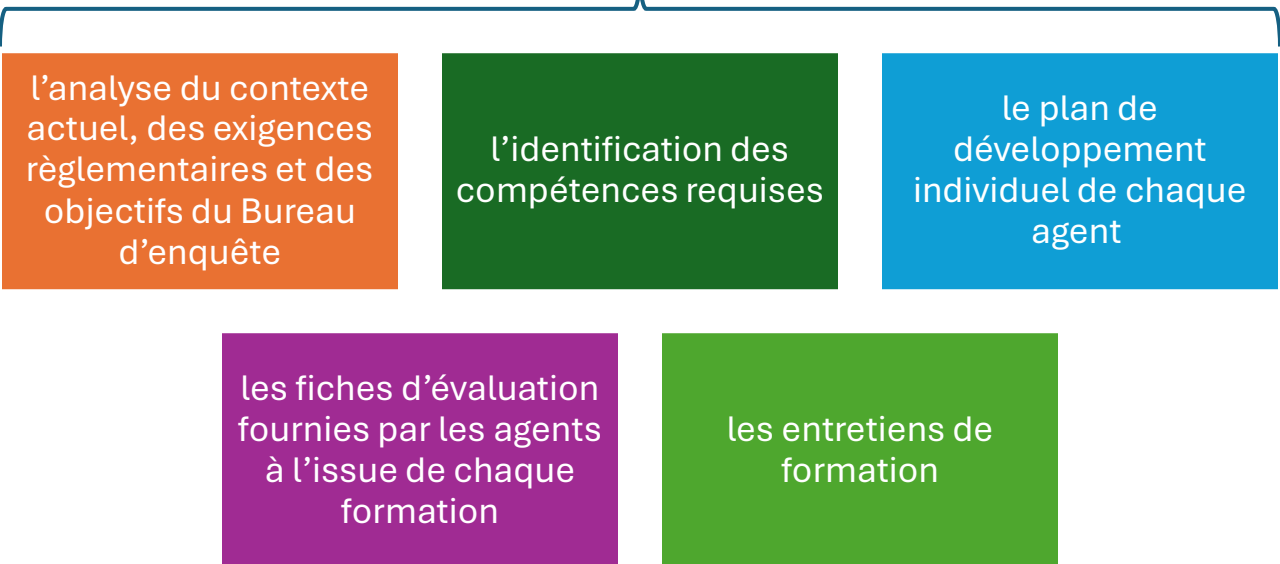 l’analyse du contexte
actuel, des exigences
règlementaires et des
objectifs du Bureau
d’enquête
l’identification des
compétences requises
le plan de
développement
individuel de chaque
agent
les fiches d’évaluation
fournies par les agents
à l’issue de chaque
formation
les entretiens de
formation